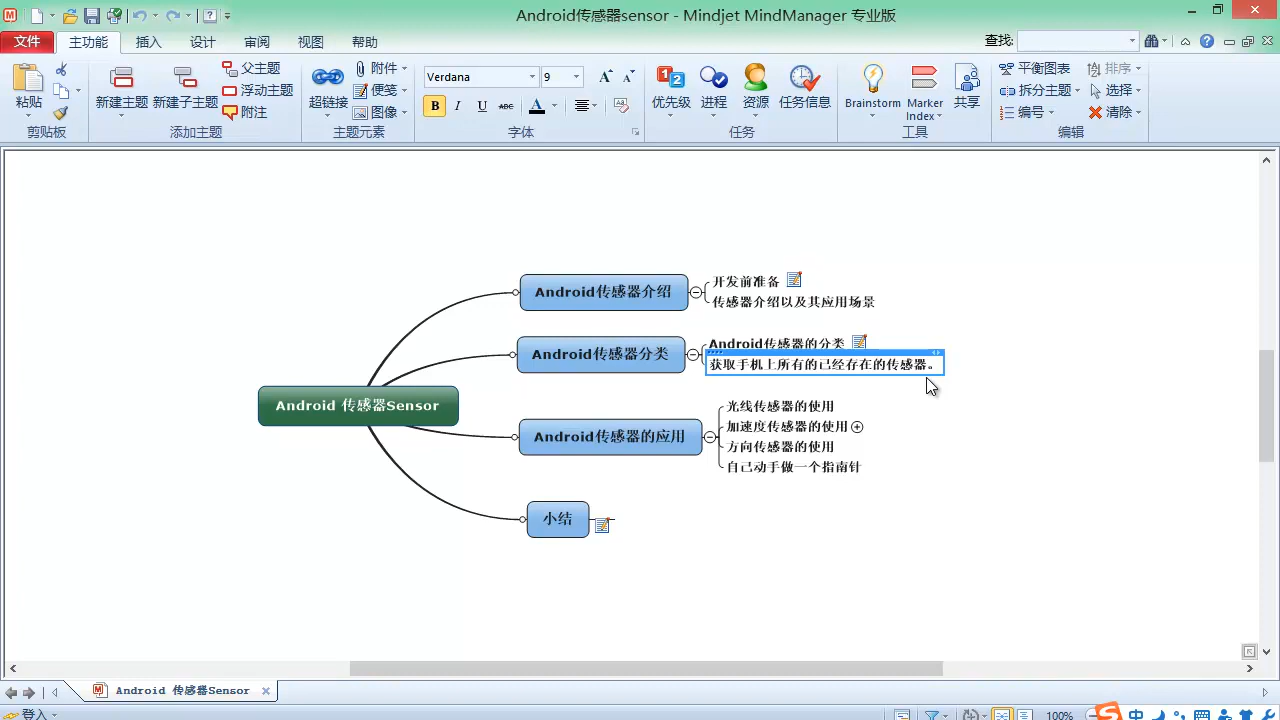 Android传感器sensor - Mindjet MindManager 专业版
文件 主功能 插入 设计 审阅 视图 帮助 查找:
粘贴
剪贴板
新建主题 新建子主题
父主题
浮动主题
附注
添加主题
超链接
附件
便笺
图像
主题元素
Verdana 9
B I U ABC A
字体
优先级 进程 资源 任务信息
任务
Brainstorm Marker Index 共享
工具
平衡图表 排序
拆分主题 选择
编号 清除
编辑
Android传感器介绍
开发前准备
传感器介绍以及其应用场景
Android传感器分类
Android传感器的分类
获取手机上所有的已经存在的传感器。
Android 传感器Sensor
Android传感器的应用
光线传感器的使用
加速度传感器的使用
方向传感器的使用
自己动手做一个指南针
小结
Android 传感器Sensor
登入 100% 中